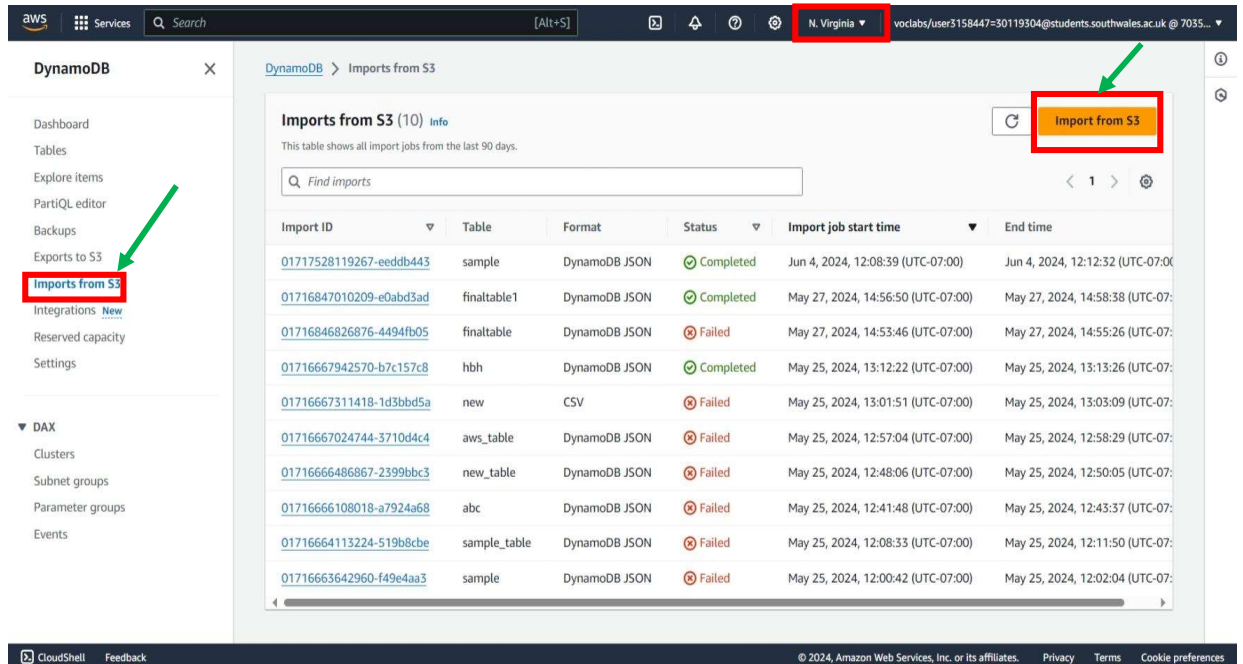 aws Services Search [Alt+S] N. Virginia ▼ voclabs/user3158447=30119304@students.southwales.ac.uk @ 7035... ▼
DynamoDB
Dashboard
Tables
Explore items
PartiQL editor
Backups
Exports to S3
Imports from S3
Integrations New
Reserved capacity
Settings
▼ DAX
Clusters
Subnet groups
Parameter groups
Events
DynamoDB > Imports from S3
Imports from S3 (10) Info
Import from S3
This table shows all import jobs from the last 90 days.
Find imports
< 1 >
Import ID Table Format Status Import job start time End time
01717528119267-eeddb443 sample DynamoDB JSON Completed Jun 4, 2024, 12:08:39 (UTC-07:00) Jun 4, 2024, 12:12:32 (UTC-07:00
01716847010209-e0abd3ad finaltable1 DynamoDB JSON Completed May 27, 2024, 14:56:50 (UTC-07:00) May 27, 2024, 14:58:38 (UTC-07:
01716846826876-4494fb05 finaltable DynamoDB JSON Failed May 27, 2024, 14:53:46 (UTC-07:00) May 27, 2024, 14:55:26 (UTC-07:
01716667942570-b7c157c8 hbh DynamoDB JSON Completed May 25, 2024, 13:12:22 (UTC-07:00) May 25, 2024, 13:13:26 (UTC-07:
01716667311418-1d3bbd5a new CSV Failed May 25, 2024, 13:01:51 (UTC-07:00) May 25, 2024, 13:03:09 (UTC-07:
01716667024744-3710d4c4 aws_table DynamoDB JSON Failed May 25, 2024, 12:57:04 (UTC-07:00) May 25, 2024, 12:58:29 (UTC-07:
01716666486867-2399bbc3 new_table DynamoDB JSON Failed May 25, 2024, 12:48:06 (UTC-07:00) May 25, 2024, 12:50:05 (UTC-07:
01716666108018-a7924a68 abc DynamoDB JSON Failed May 25, 2024, 12:41:48 (UTC-07:00) May 25, 2024, 12:43:37 (UTC-07:
01716664113224-519b8cbe sample_table DynamoDB JSON Failed May 25, 2024, 12:08:33 (UTC-07:00) May 25, 2024, 12:11:50 (UTC-07:
01716663642960-f49e4aa3 sample DynamoDB JSON Failed May 25, 2024, 12:00:42 (UTC-07:00) May 25, 2024, 12:02:04 (UTC-07:
CloudShell Feedback © 2024, Amazon Web Services, Inc. or its affiliates. Privacy Terms Cookie preferences